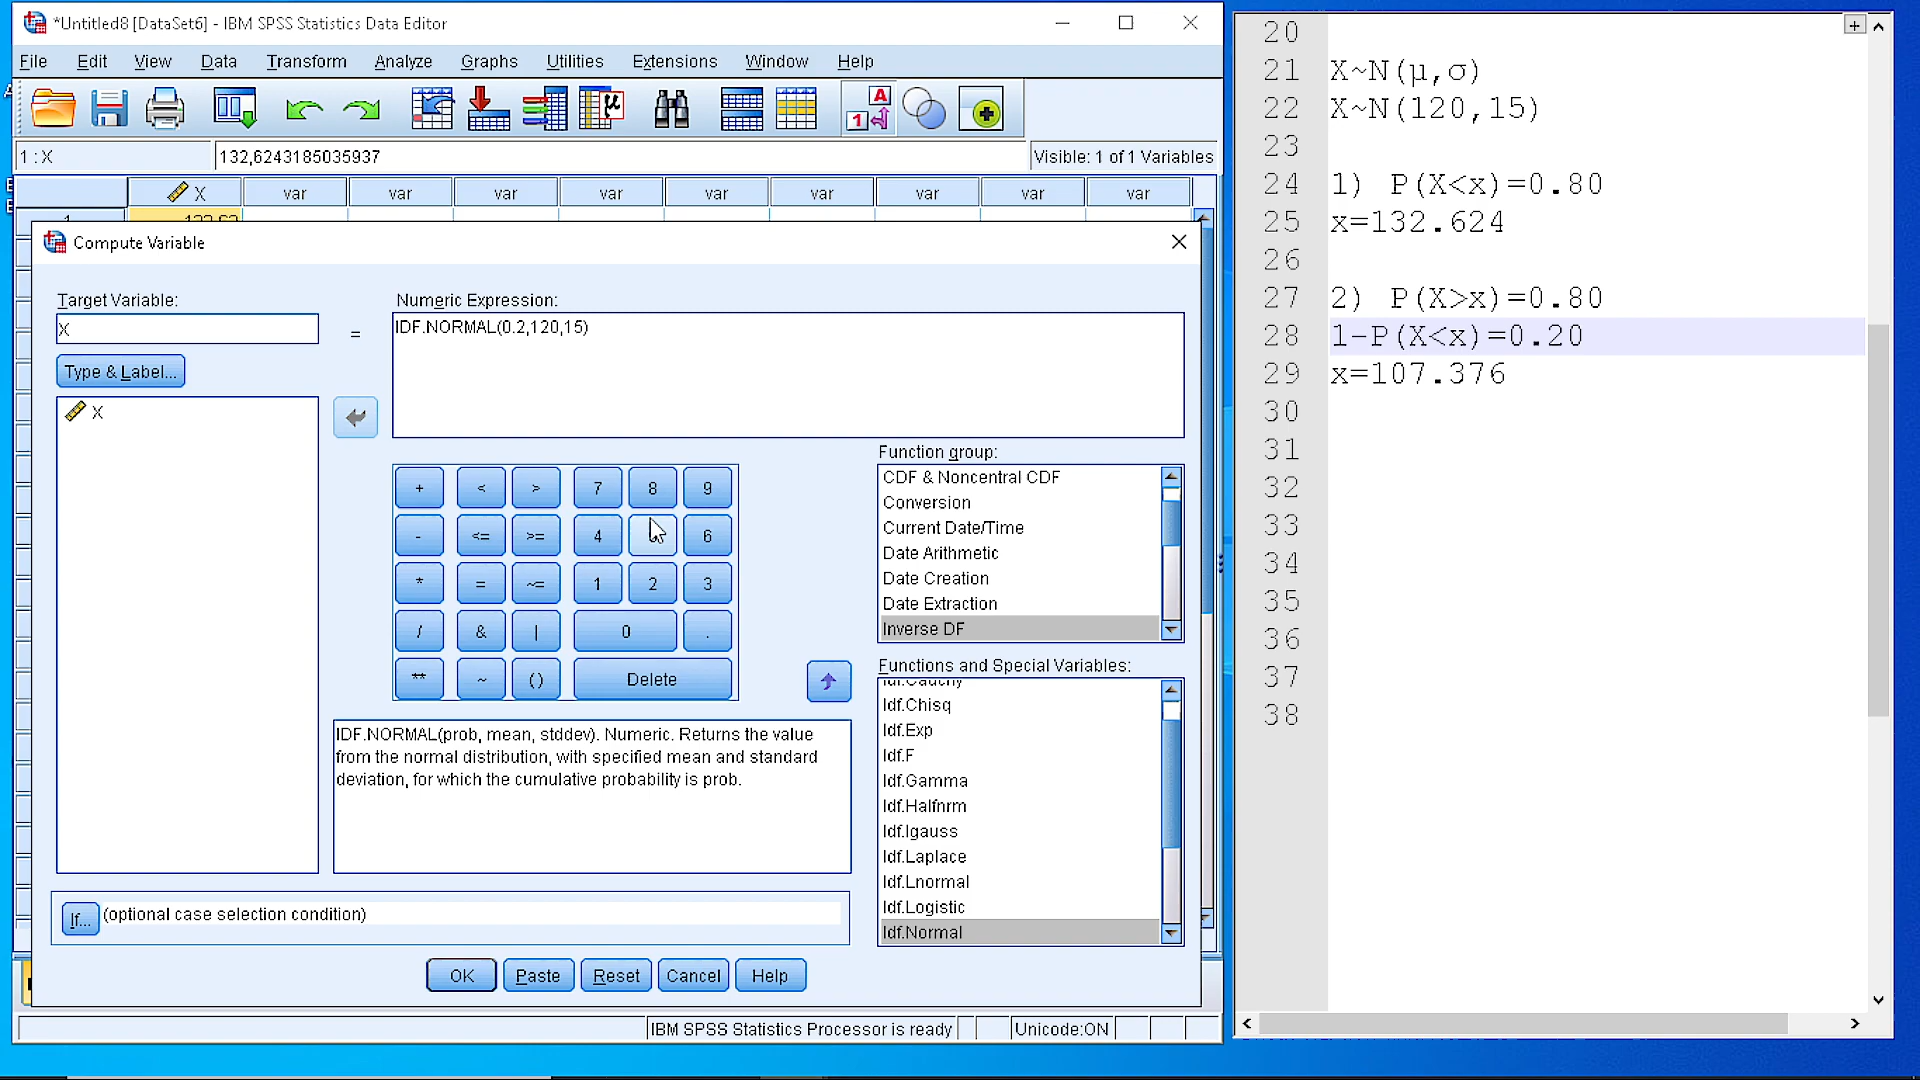 *Untitled8 [DataSet6] - IBM SPSS Statistics Data Editor
File Edit View Data Transform Analyze Graphs Utilities Extensions Window Help
1 : X 132,6243185035937 Visible: 1 of 1 Variables
X var var var var var var var var var
Compute Variable
Target Variable:
X
=
Numeric Expression:
IDF.NORMAL(0.2,120,15)
Type & Label...
X
+ < > 7 8 9
- <= >= 4 6
* = ~= 1 2 3
/ & | 0 .
** ~ () Delete
Function group:
CDF & Noncentral CDF
Conversion
Current Date/Time
Date Arithmetic
Date Creation
Date Extraction
Inverse DF
Functions and Special Variables:
Idf.Chisq
Idf.Exp
Idf.F
Idf.Gamma
Idf.Halfnrm
Idf.Igauss
Idf.Laplace
Idf.Lnormal
Idf.Logistic
Idf.Normal
IDF.NORMAL(prob, mean, stddev). Numeric. Returns the value
from the normal distribution, with specified mean and standard
deviation, for which the cumulative probability is prob.
If... (optional case selection condition)
OK Paste Reset Cancel Help
IBM SPSS Statistics Processor is ready Unicode:ON
20
21 X~N(μ,σ)
22 X~N(120,15)
23
24 1) P(X<x)=0.80
25 x=132.624
26
27 2) P(X>x)=0.80
28 1-P(X<x)=0.20
29 x=107.376
30
31
32
33
34
35
36
37
38